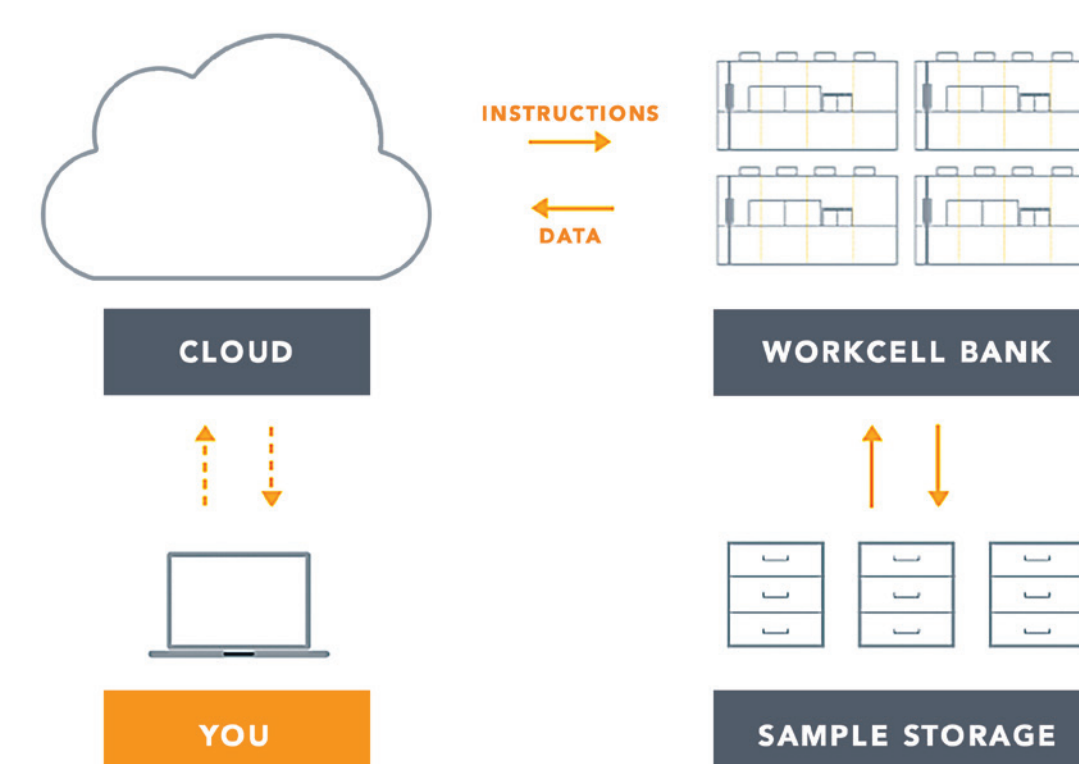 INSTRUCTIONS
DATA
CLOUD
WORKCELL BANK
YOU
SAMPLE STORAGE